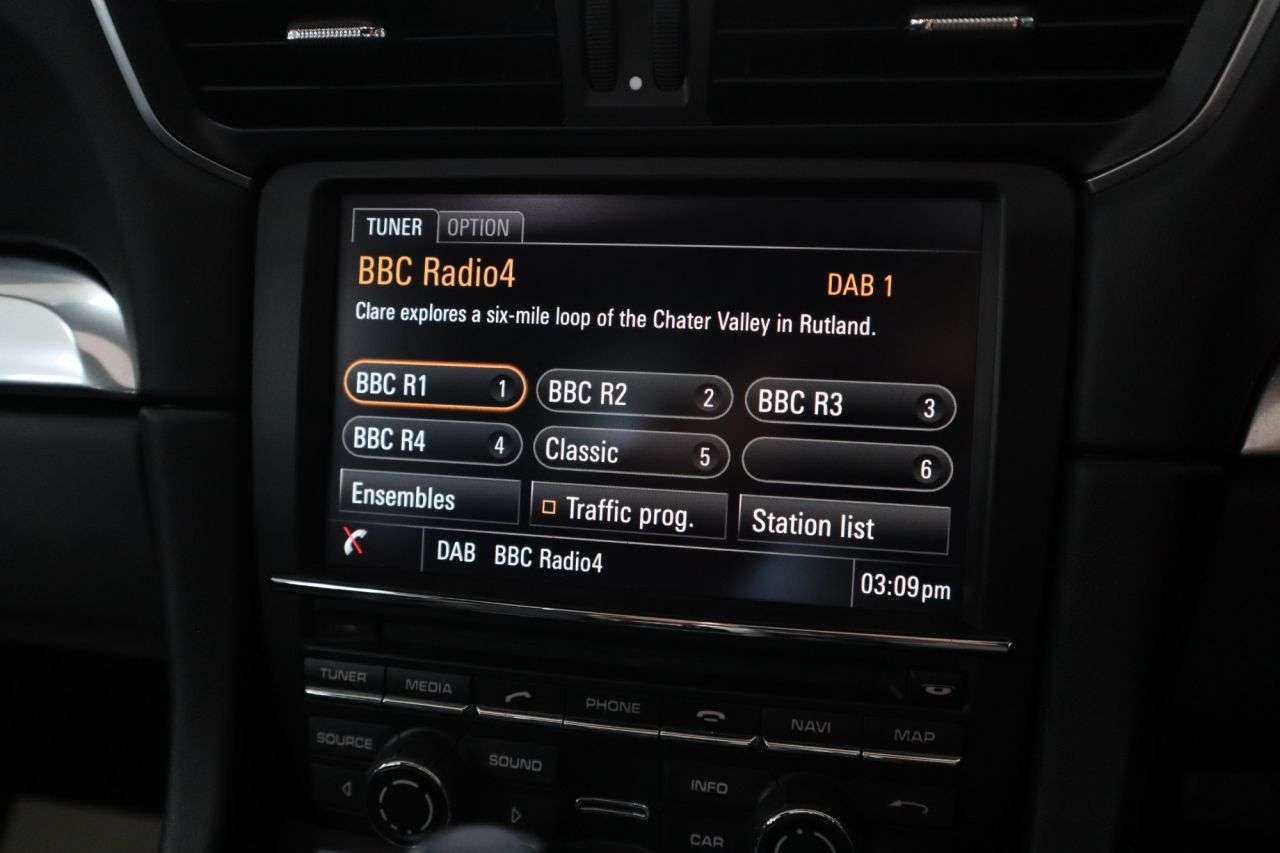 TUNER OPTION
BBC Radio4 DAB 1
Clare explores a six-mile loop of the Chater Valley in Rutland.
BBC R1 1 BBC R2 2 BBC R3 3
BBC R4 4 Classic 5 6
Ensembles Traffic prog. Station list
DAB BBC Radio4 03:09pm
TUNER MEDIA PHONE NAVI MAP
SOURCE SOUND INFO
CAR